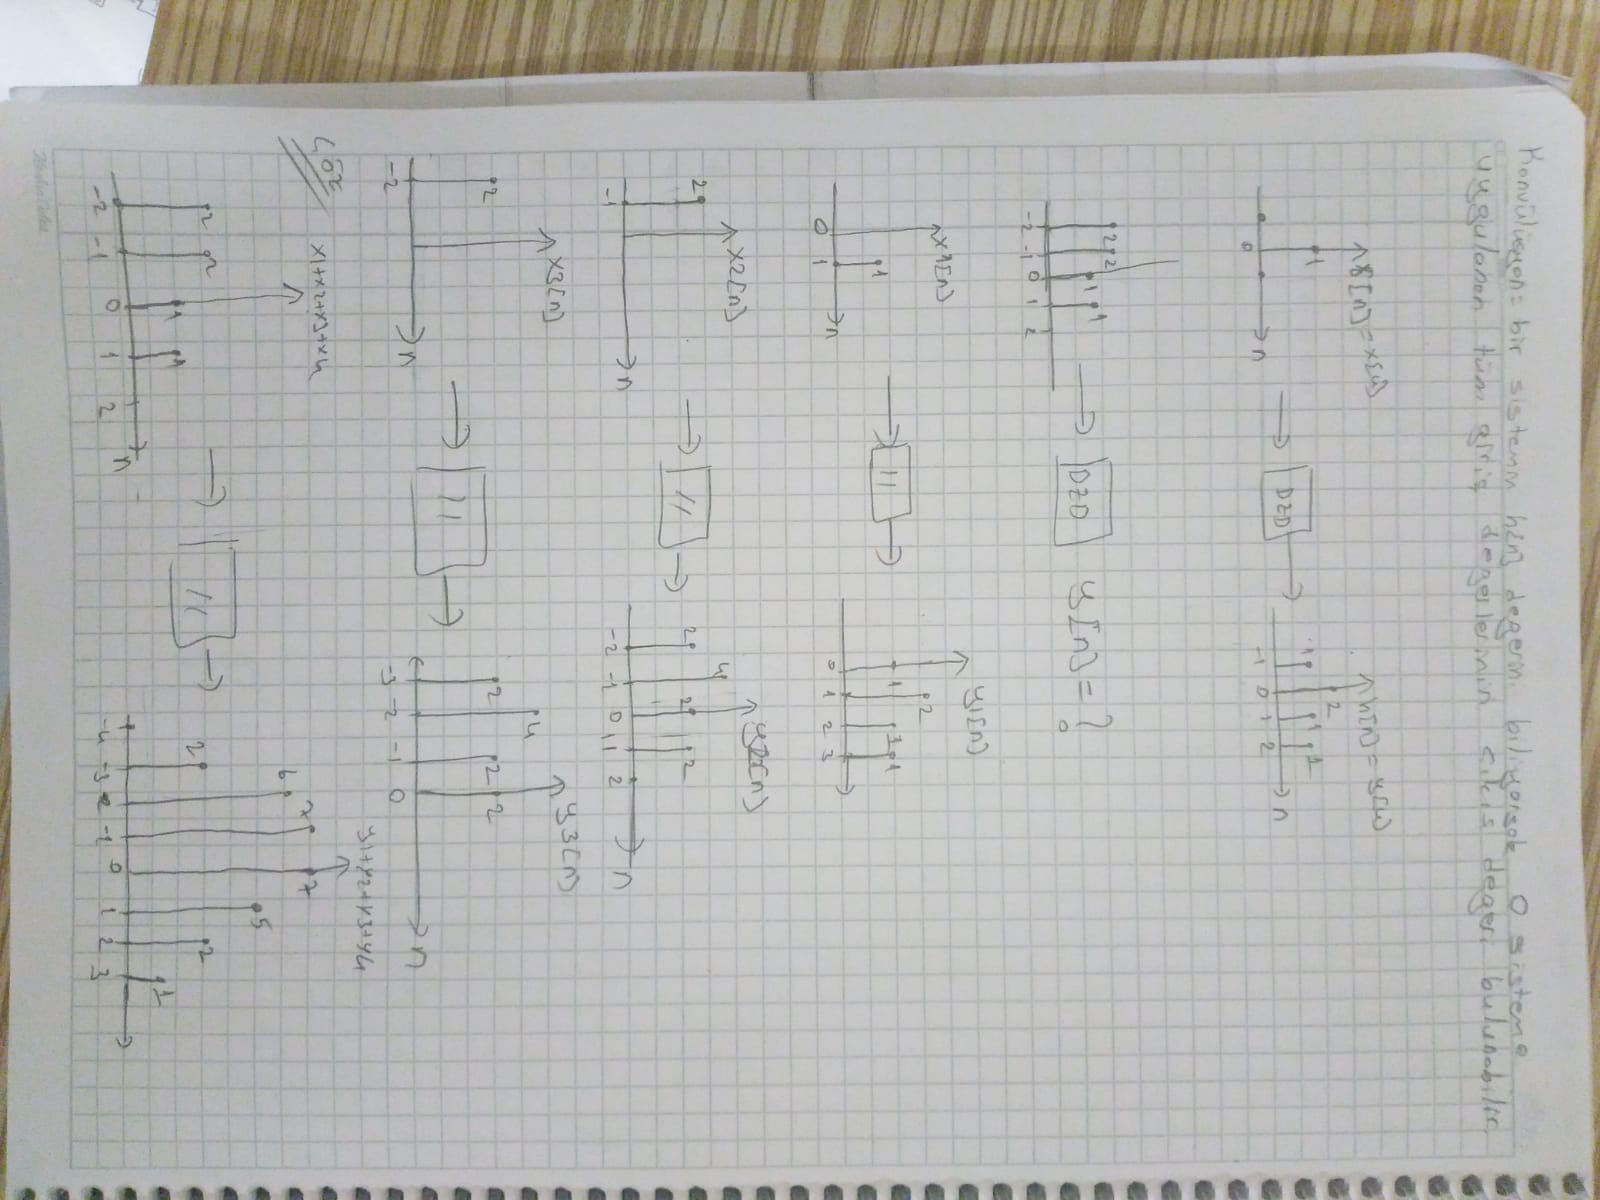 Konvülüsyon= bir sistemin h[n] değerin. biliyorsak O sisteme
uygulanan tüm giriş değerlerinin çıkış değeri bulunabilir.
δ[n]=x[4]
1
0
n
DZD
h[n]=y[4]
1 2 1 1
-1 0 1 2
n
2 2 1 1
-2 -1 0 1 2
DZD
y[n]=?
x1[n]
1
0 1
n
11
y1[n]
1 2 1 1
0 1 2 3
x2[n]
2
-1
n
11
y2[n]
2 4 2 2
-2 -1 0 1 2
n
x3[n]
2
-2
n
11
y3[n]
2 4 2 2
-3 -2 -1 0
n
Çöz
x1+x2+x3+x4
2 2 1 1
-2 -1 0 1 2
n
11
y1+y2+y3+y4
2 6 7 7 5 2 1
-4 -3 -2 -1 0 1 2 3